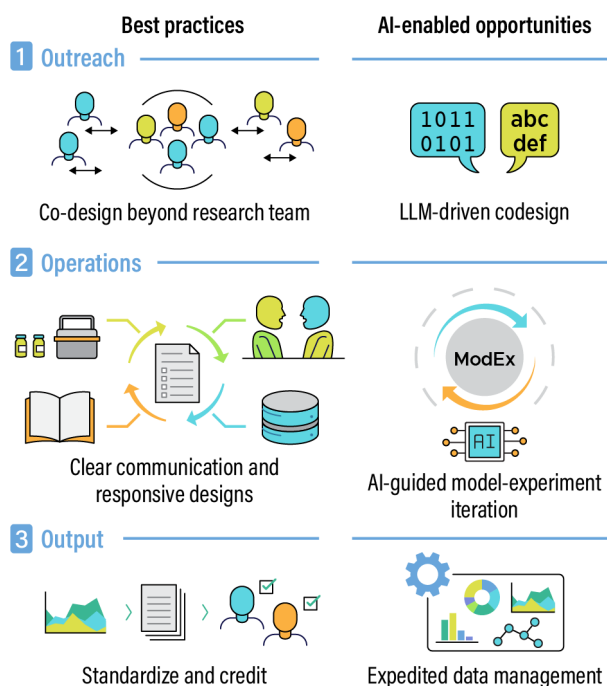 Best practices
AI-enabled opportunities
1 Outreach
1011
0101
abc
def
Co-design beyond research team
LLM-driven codesign
2 Operations
ModEx
AI
Clear communication and
responsive designs
AI-guided model-experiment
iteration
3 Output
Standardize and credit
Expedited data management